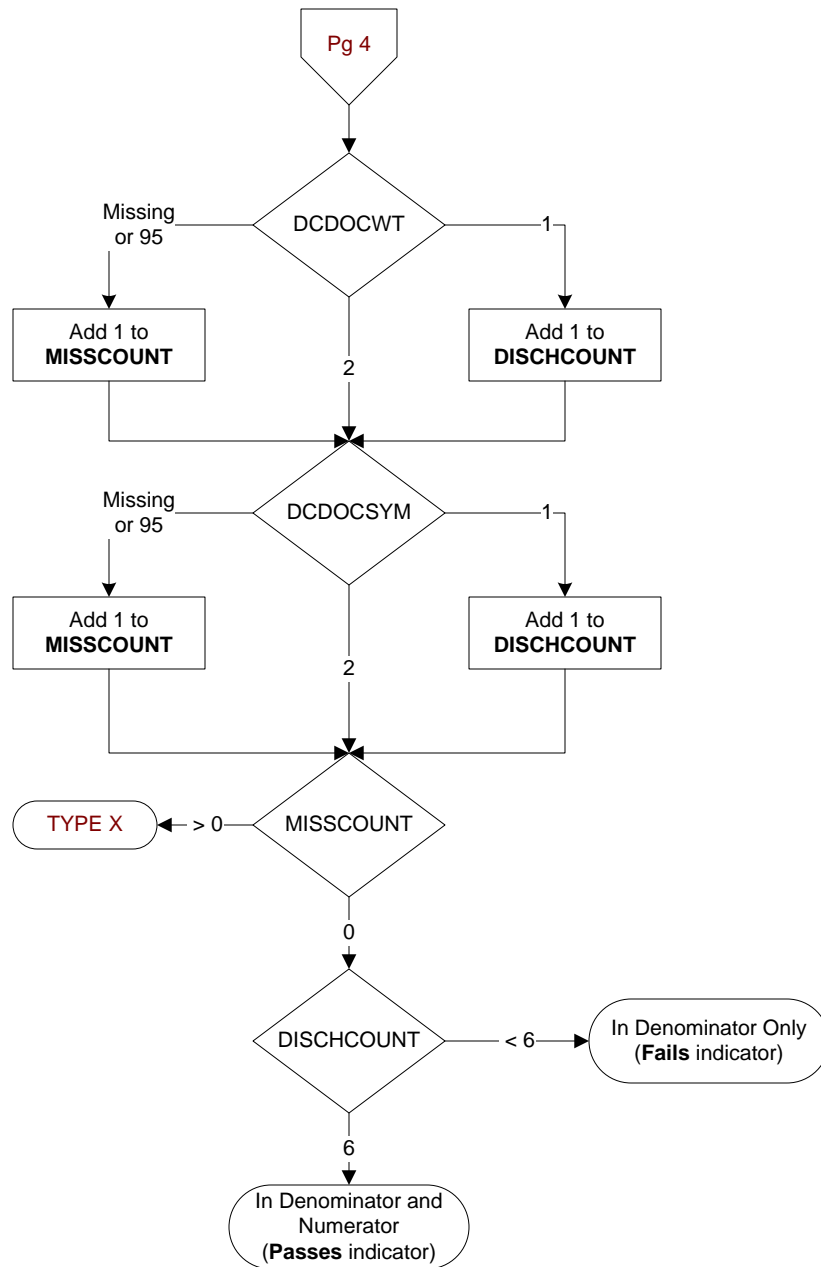 Pg 4
DCDOCWT
Missing
or 95
1
Add 1 to
MISSCOUNT
Add 1 to
DISCHCOUNT
2
DCDOCSYM
Missing
or 95
1
Add 1 to
MISSCOUNT
Add 1 to
DISCHCOUNT
2
MISSCOUNT
TYPE X
> 0
0
DISCHCOUNT
< 6
In Denominator Only
(Fails indicator)
6
In Denominator and
Numerator
(Passes indicator)